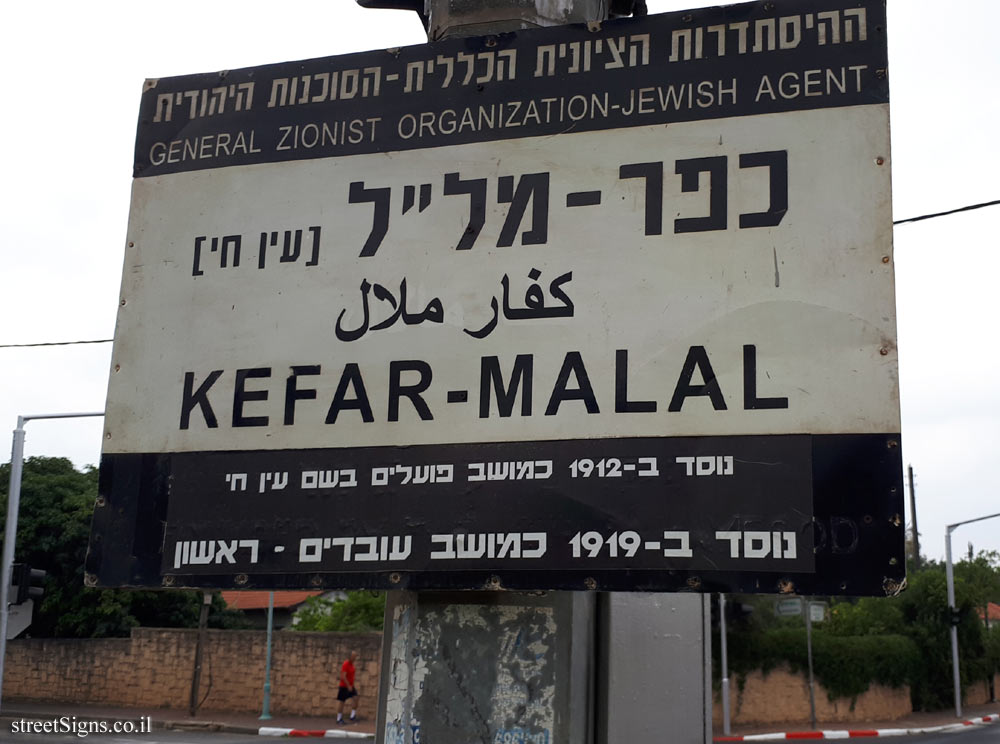 ההיסתדרות הציונית הכללית-הסוכנות היהודית
GENERAL ZIONIST ORGANIZATION-JEWISH AGENT
כפר-מל״ל [עין חי]
كفار ملال
KEFAR-MALAL
נוסד ב-1912 כמושב פועלים בשם עין חי
נוסד ב-1919 כמושב עובדים - ראשון
streetSigns.co.il